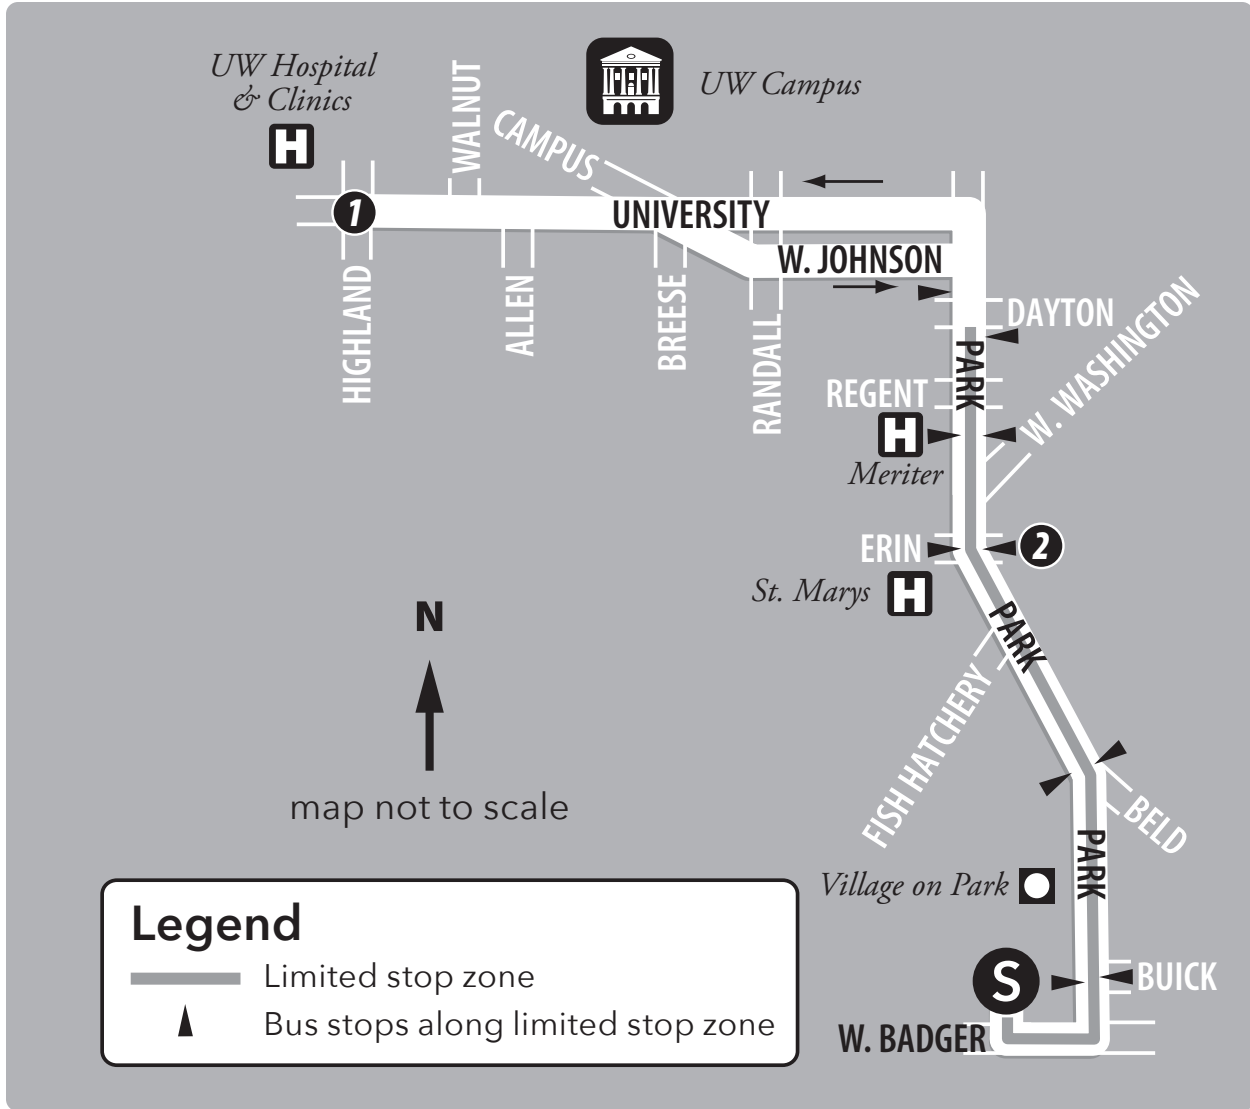 UW Hospital
& Clinics
H
WALNUT
CAMPUS
UW Campus
1
UNIVERSITY
W. JOHNSON
HIGHLAND
ALLEN
BREESE
RANDALL
DAYTON
PARK
W. WASHINGTON
REGENT
H
Meriter
ERIN
2
St. Marys
H
N
map not to scale
PARK
FISH HATCHERY
BELD
PARK
Village on Park
S
BUICK
W. BADGER
Legend
Limited stop zone
Bus stops along limited stop zone